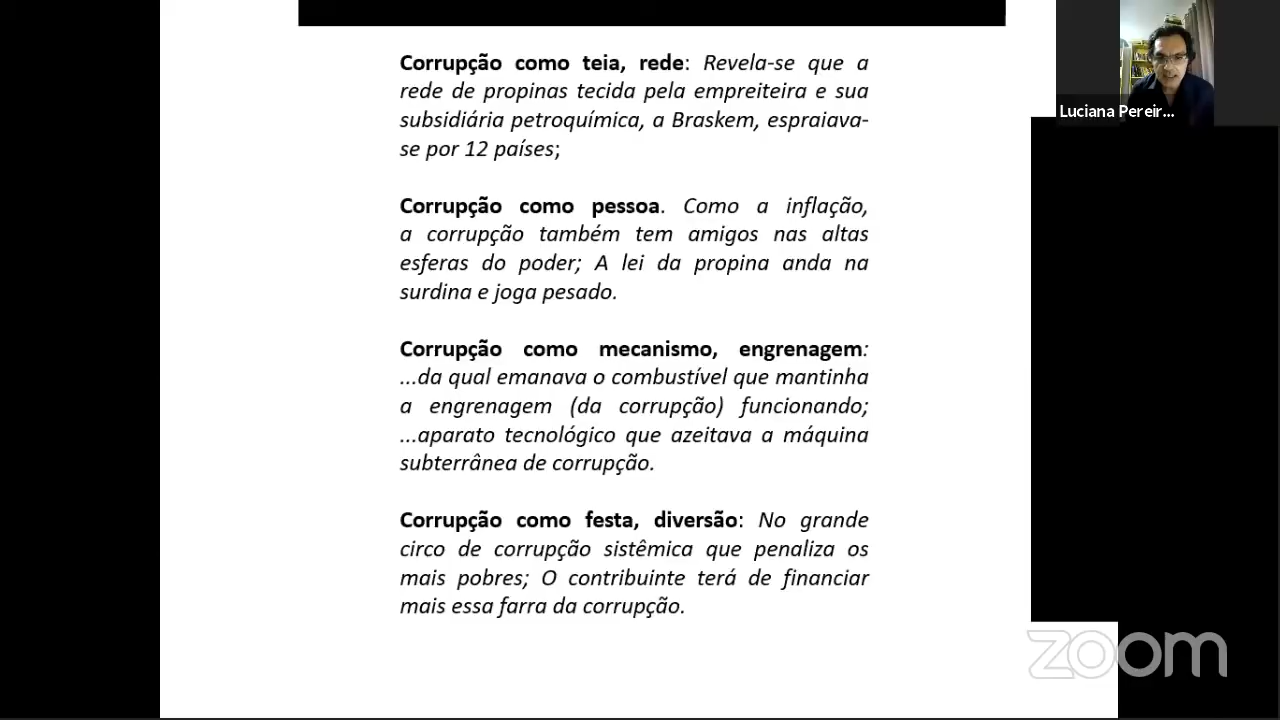 Corrupção como teia, rede: Revela-se que a
rede de propinas tecida pela empreiteira e sua
subsidiária petroquímica, a Braskem, espraiava-
se por 12 países;
Corrupção como pessoa. Como a inflação,
a corrupção também tem amigos nas altas
esferas do poder; A lei da propina anda na
surdina e joga pesado.
Corrupção como mecanismo, engrenagem:
...da qual emanava o combustível que mantinha
a engrenagem (da corrupção) funcionando;
...aparato tecnológico que azeitava a máquina
subterrânea de corrupção.
Corrupção como festa, diversão: No grande
circo de corrupção sistêmica que penaliza os
mais pobres; O contribuinte terá de financiar
mais essa farra da corrupção.
Luciana Pereir...
zoom